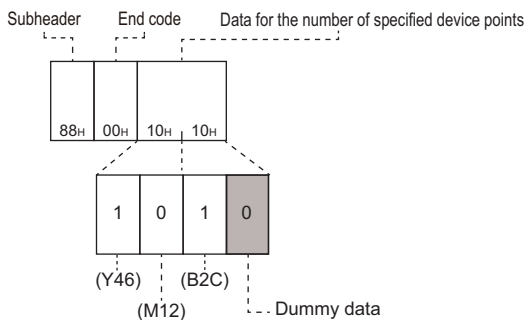 Subheader End code Data for the number of specified device points
88H 00H 10H 10H
1 0 1 0
(Y46) (B2C)
(M12) Dummy data